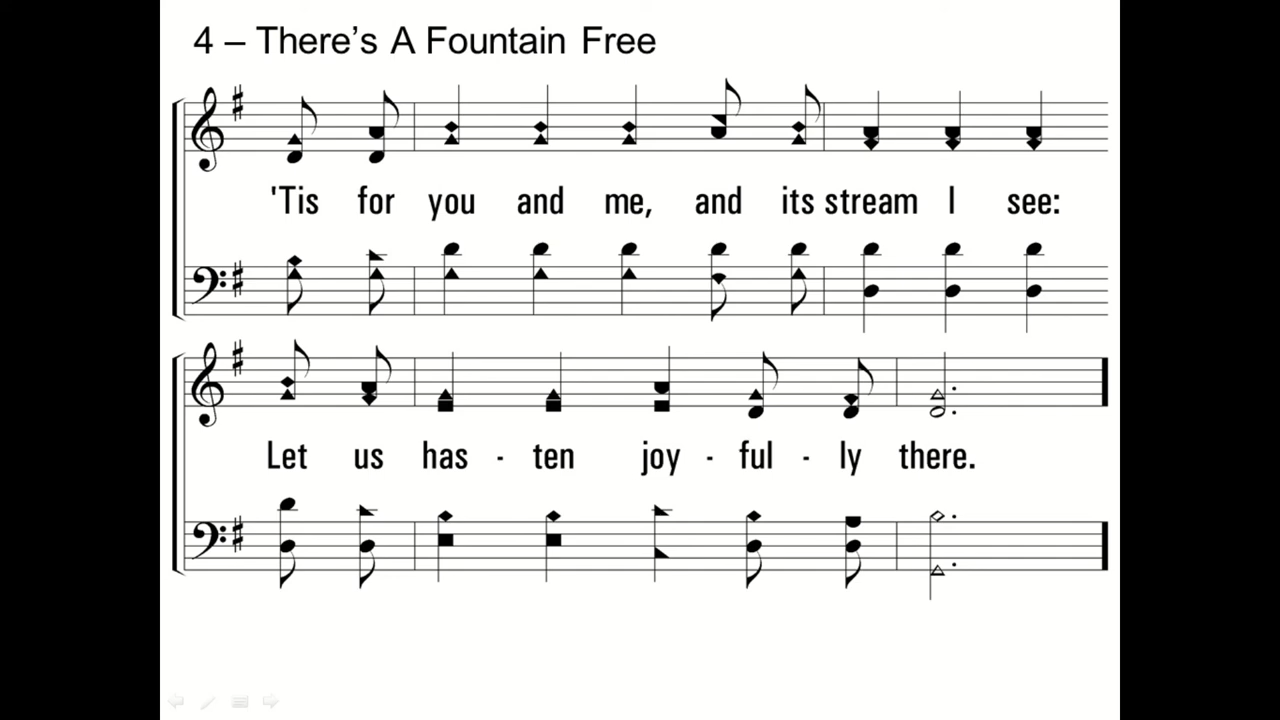 4 – There's A Fountain Free
'Tis for you and me, and its stream I see:
Let us has - ten joy - ful - ly there.